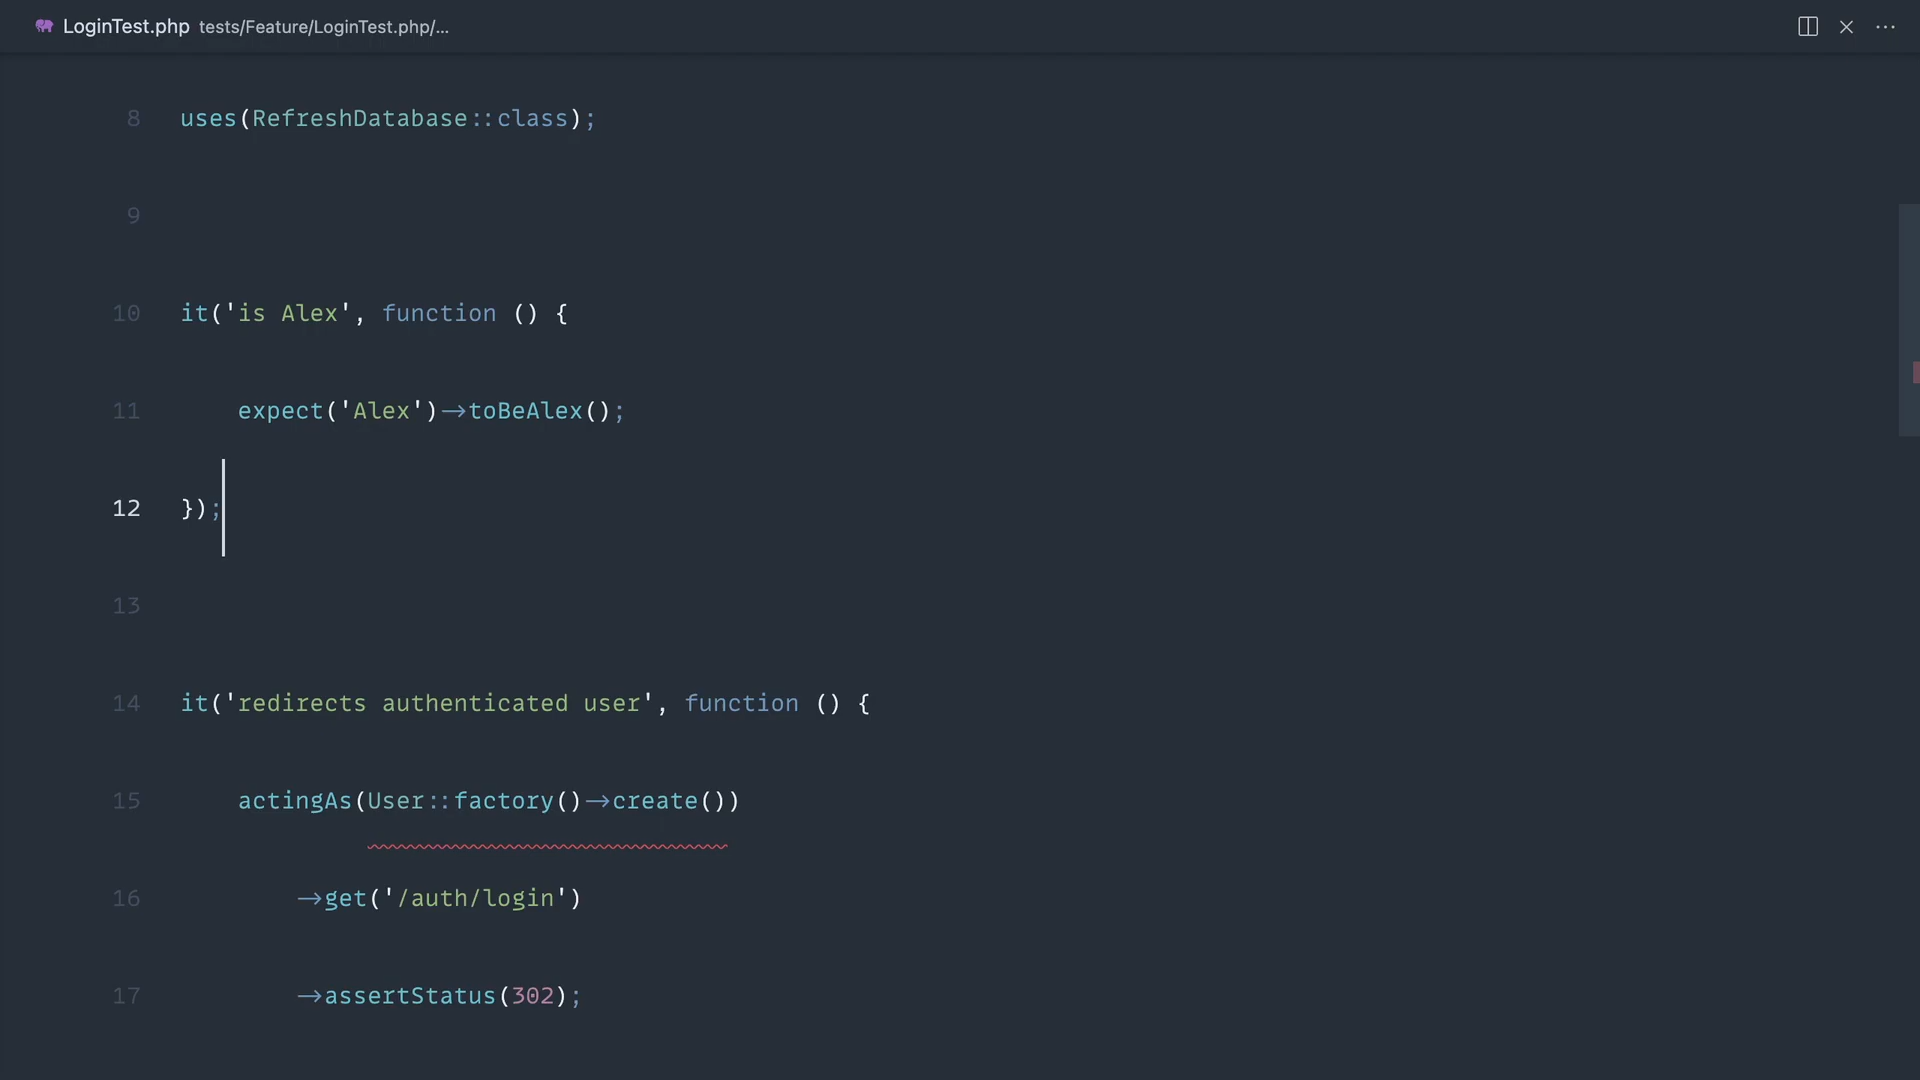 LoginTest.php tests/Feature/LoginTest.php/...
8 uses(RefreshDatabase::class);
9
10 it('is Alex', function () {
11 expect('Alex')->toBeAlex();
12 });
13
14 it('redirects authenticated user', function () {
15 actingAs(User::factory()->create())
16 ->get('/auth/login')
17 ->assertStatus(302);